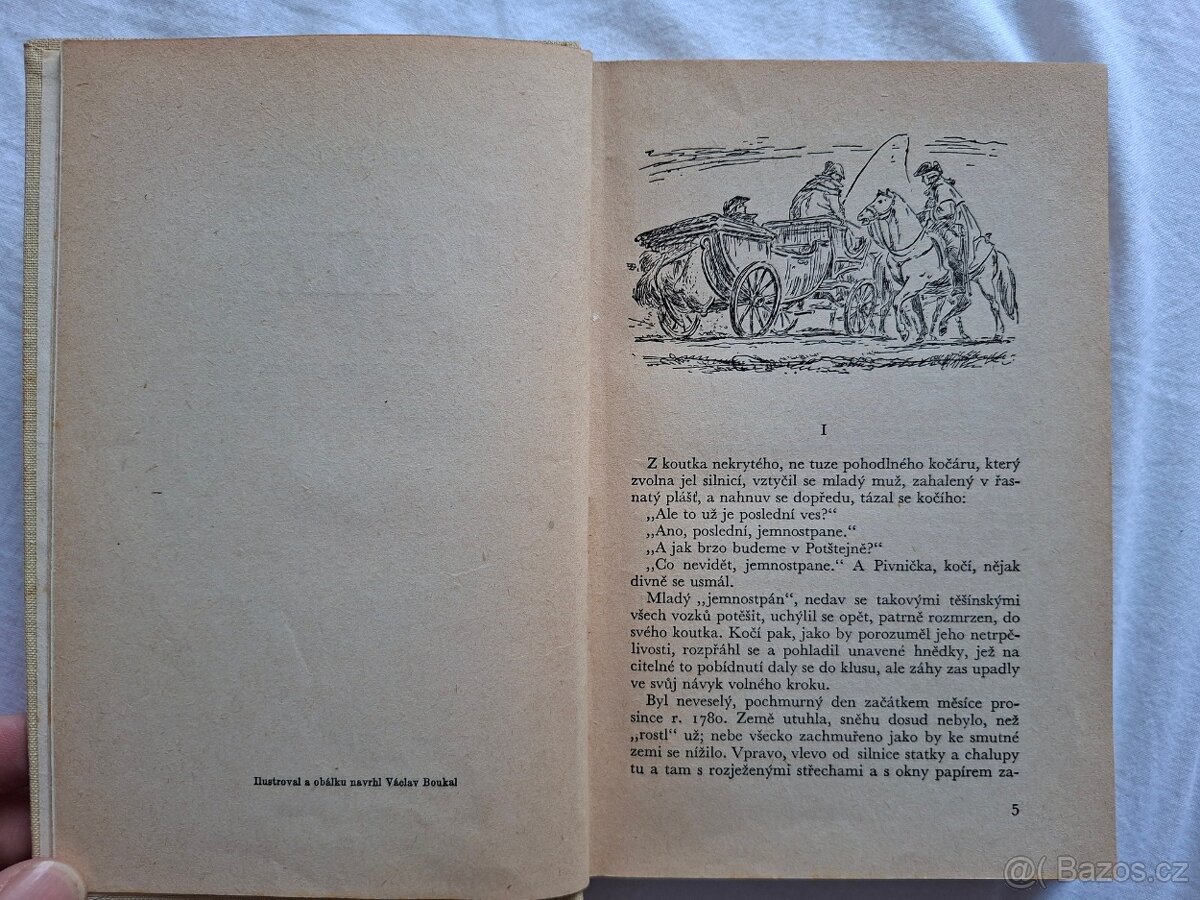 Ilustroval a obálku navrhl Václav Boukal
I
Z koutka nekrytého, ne tuze pohodlného kočáru, který
zvolna jel silnicí, vztyčil se mladý muž, zahalený v řas-
natý plášť, a nahnuv se dopředu, tázal se kočího:
„Ale to už je poslední ves?“
„Ano, poslední, jemnostpane.“
„A jak brzo budeme v Potštejně?“
„Co nevidět, jemnostpane.“ A Pivnička, kočí, nějak
divně se usmál.
Mladý „jemnostpán“, nedav se takovými těšínskými
všech vozků potěšit, uchýlil se opět, patrně rozmrzen, do
svého koutka. Kočí pak, jako by porozuměl jeho netrpě-
livosti, rozpřáhl se a pohladil unavené hnědky, jež na
citelné to pobídnutí daly se do klusu, ale záhy zas upadly
ve svůj návyk volného kroku.
Byl neveselý, pochmurný den začátkem měsíce pro-
since r. 1780. Země utuhla, sněhu dosud nebylo, než
„rostl“ už; nebe všecko zachmuřeno jako by ke smutné
zemi se nížilo. Vpravo, vlevo od silnice statky a chalupy
tu a tam s rozježenými střechami a s okny papírem za-
5
@( Bazos.cz